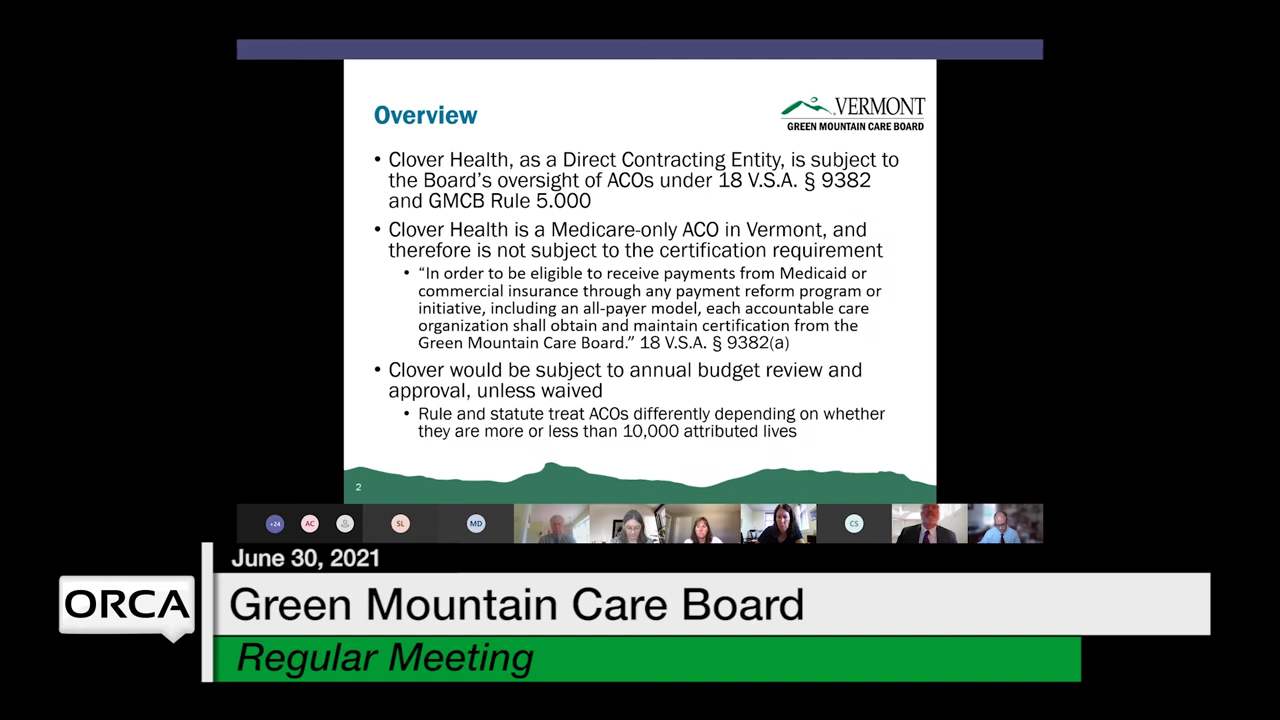 Overview
VERMONT
GREEN MOUNTAIN CARE BOARD
• Clover Health, as a Direct Contracting Entity, is subject to
the Board's oversight of ACOs under 18 V.S.A. § 9382
and GMCB Rule 5.000
• Clover Health is a Medicare-only ACO in Vermont, and
therefore is not subject to the certification requirement
• “In order to be eligible to receive payments from Medicaid or
commercial insurance through any payment reform program or
initiative, including an all-payer model, each accountable care
organization shall obtain and maintain certification from the
Green Mountain Care Board.” 18 V.S.A. § 9382(a)
• Clover would be subject to annual budget review and
approval, unless waived
• Rule and statute treat ACOs differently depending on whether
they are more or less than 10,000 attributed lives
2
+24 AC SL MD CS
June 30, 2021
ORCA
Green Mountain Care Board
Regular Meeting